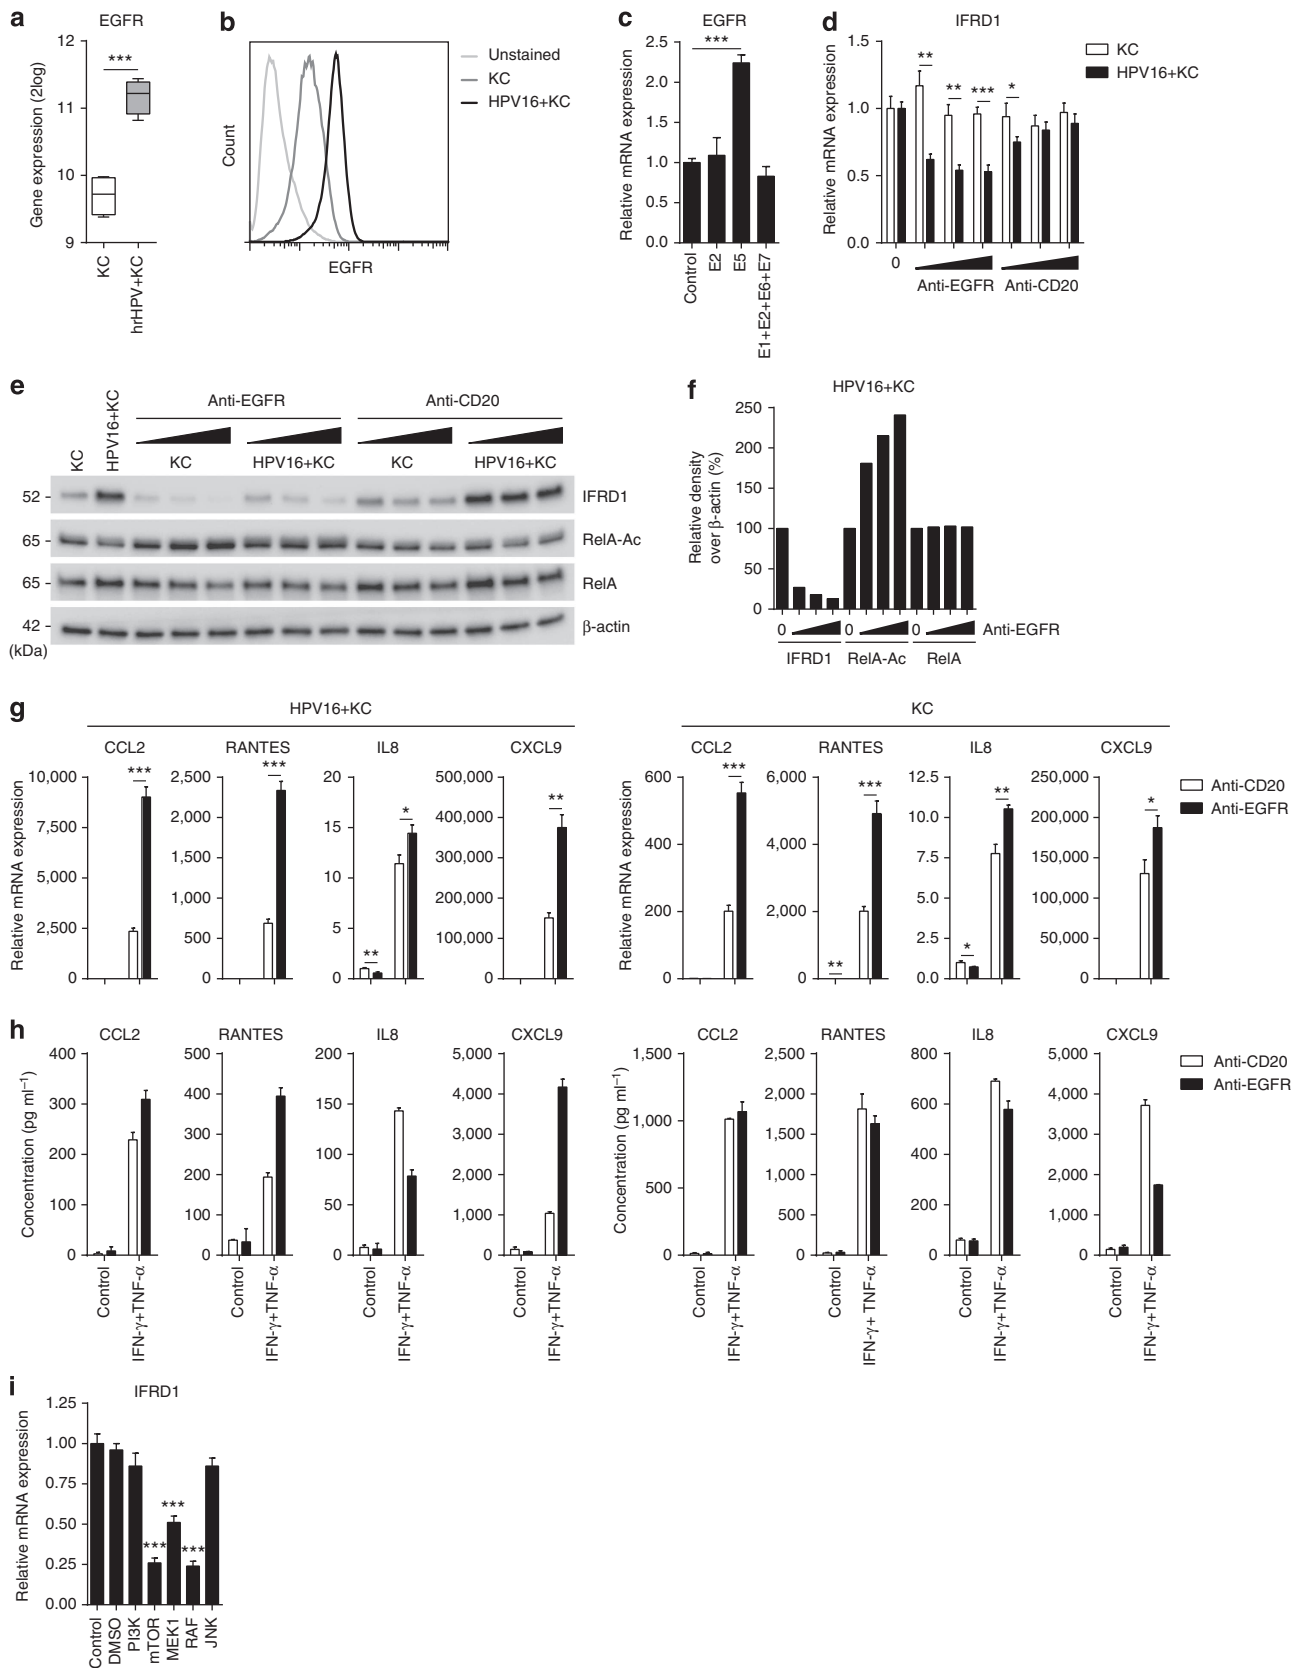 a
EGFR
Gene expression (2log)
12
11
10
9
***
KC
hrHPV+KC
b
Count
EGFR
Unstained
KC
HPV16+KC
c
EGFR
Relative mRNA expression
2.5
2.0
1.5
1.0
0.5
0.0
***
Control
E2
E5
E1+E2+E6+E7
d
IFRD1
Relative mRNA expression
1.5
1.0
0.5
0.0
** ** *** *
0
Anti-EGFR Anti-CD20
KC
HPV16+KC
e
KC
HPV16+KC
Anti-EGFR Anti-CD20
KC HPV16+KC KC HPV16+KC
52 IFRD1
65 RelA-Ac
65 RelA
42 β-actin
(kDa)
f
HPV16+KC
Relative density
over β-actin (%)
250
200
150
100
50
0
0 0 0 Anti-EGFR
IFRD1 RelA-Ac RelA
g
HPV16+KC KC
CCL2 RANTES IL8 CXCL9 CCL2 RANTES IL8 CXCL9
Relative mRNA expression
10,000
7,500
5,000
2,500
0
***
2,500
2,000
1,500
1,000
500
0
***
20
15
10
5
0
** *
500,000
400,000
300,000
200,000
100,000
0
**
Relative mRNA expression
600
400
200
0
***
6,000
4,000
2,000
0
** ***
12.5
10.0
7.5
5.0
2.5
0.0
* **
250,000
200,000
150,000
100,000
50,000
0
*
Anti-CD20
Anti-EGFR
h
CCL2 RANTES IL8 CXCL9 CCL2 RANTES IL8 CXCL9
Concentration (pg ml−1)
400
300
200
100
0
Control
IFN-γ+TNF-α
500
400
300
200
100
0
Control
IFN-γ+TNF-α
200
150
100
50
0
Control
IFN-γ+TNF-α
5,000
4,000
3,000
2,000
1,000
0
Control
IFN-γ+TNF-α
Concentration (pg ml−1)
1,500
1,000
500
0
Control
IFN-γ+TNF-α
2,500
2,000
1,500
1,000
500
0
Control
IFN-γ+ TNF-α
800
600
400
200
0
Control
IFN-γ+TNF-α
5,000
4,000
3,000
2,000
1,000
0
Control
IFN-γ+TNF-α
Anti-CD20
Anti-EGFR
i
IFRD1
Relative mRNA expression
1.25
1.00
0.75
0.50
0.25
0.00
*** *** ***
Control
DMSO
PI3K
mTOR
MEK1
RAF
JNK